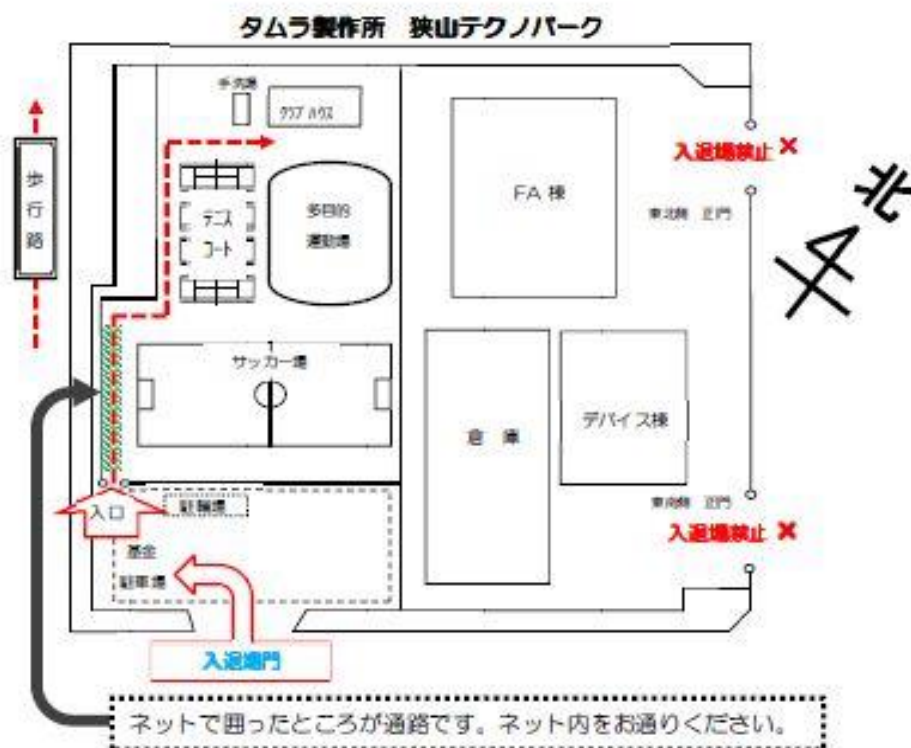 タムラ製作所 狭山テクノパーク
手洗場
クラブハウス
入退場禁止 ×
北
歩行路
FA 棟
東北側 正門
テニス
コート
多目的
運動場
サッカー場
倉 庫
デバイス棟
東南側 正門
入退場禁止 ×
入口
駐輪場
基金
駐車場
入退場門
ネットで囲ったところが通路です。ネット内をお通りください。